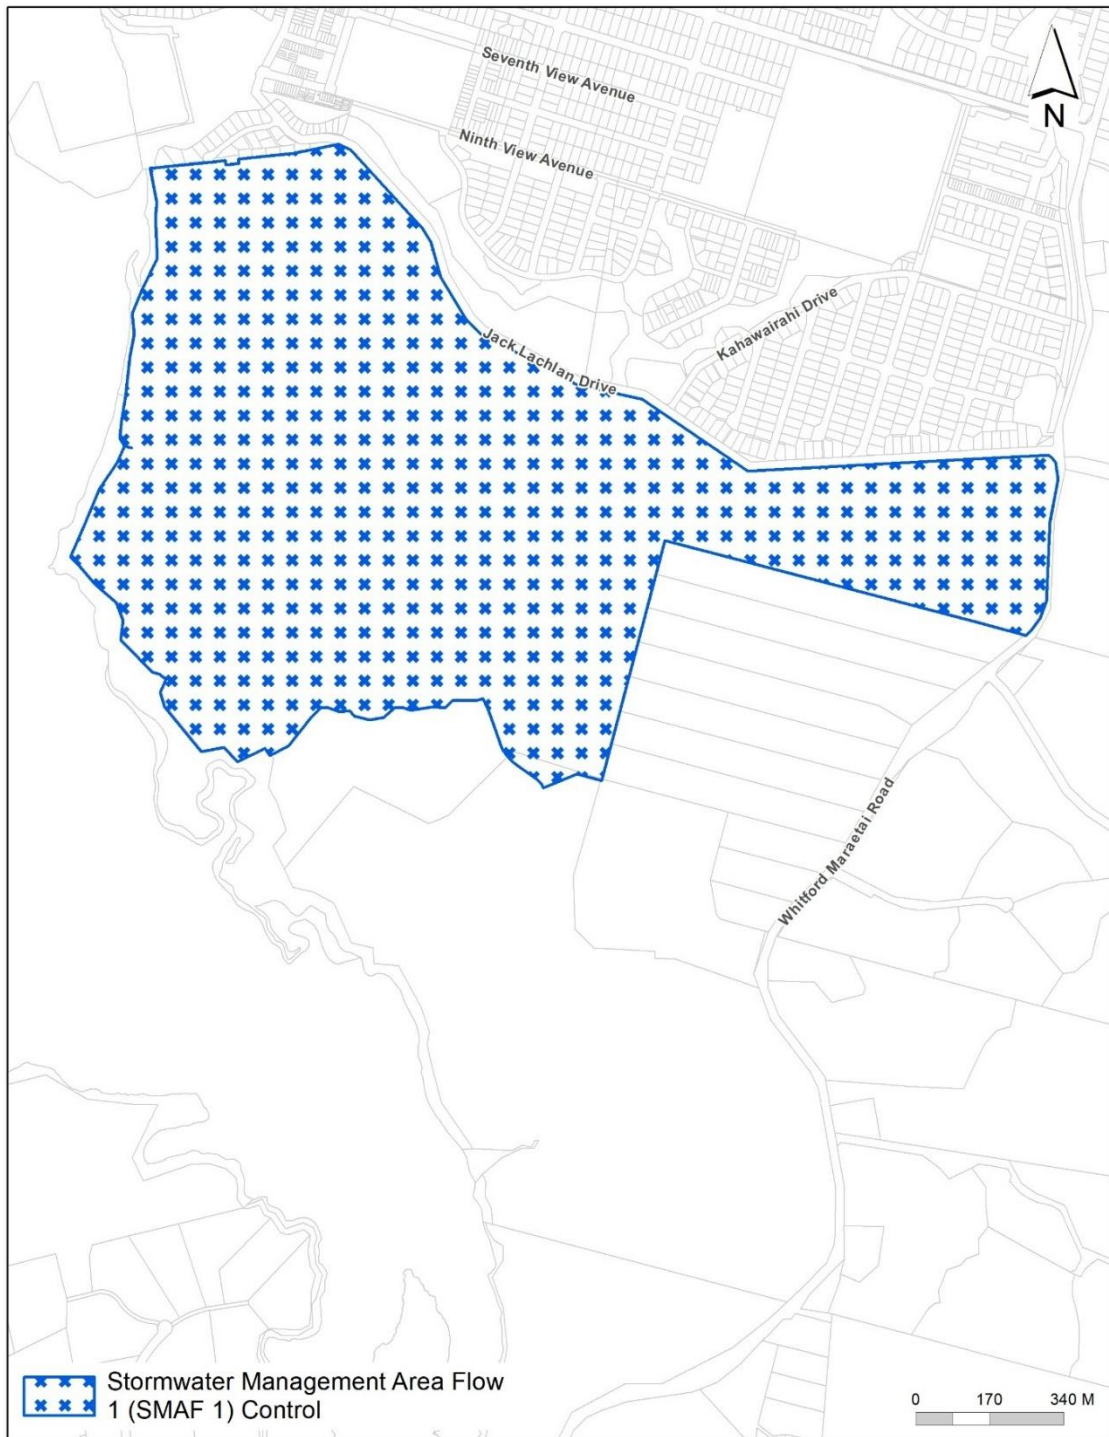 Seventh View Avenue
N
Ninth View Avenue
Kahawairahi Drive
Jack Lachlan Drive
Whitford Maraetai Road
Stormwater Management Area Flow
1 (SMAF 1) Control
0 170 340 M